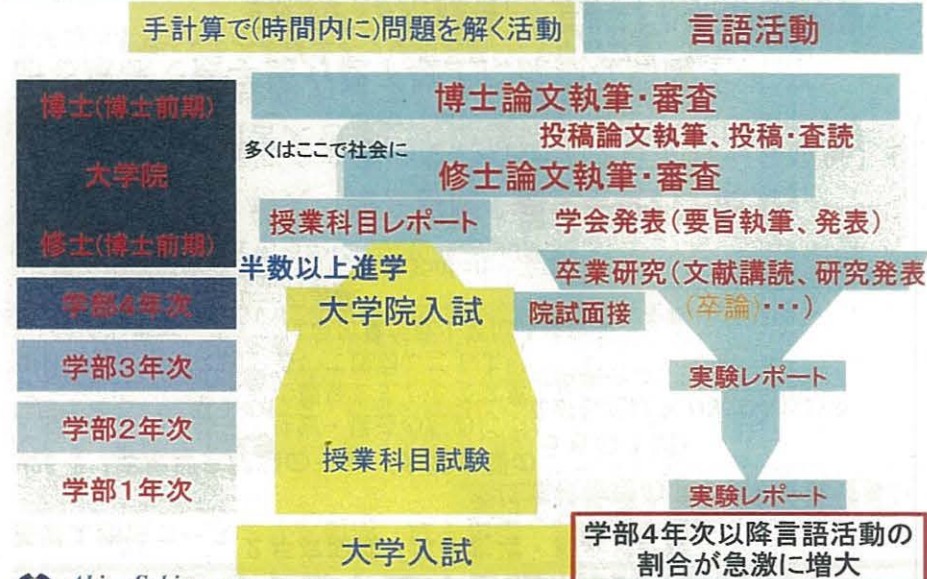 手計算で(時間内に)問題を解く活動
言語活動
博士(博士前期)
大学院
修士(博士前期)
学部4年次
学部3年次
学部2年次
学部1年次
博士論文執筆・審査
投稿論文執筆、投稿・査読
多くはここで社会に
修士論文執筆・審査
授業科目レポート
学会発表(要旨執筆、発表)
半数以上進学
卒業研究(文献講読、研究発表
(卒論)・・・)
大学院入試
院試面接
実験レポート
授業科目試験
実験レポート
大学入試
学部4年次以降言語活動の
割合が急激に増大